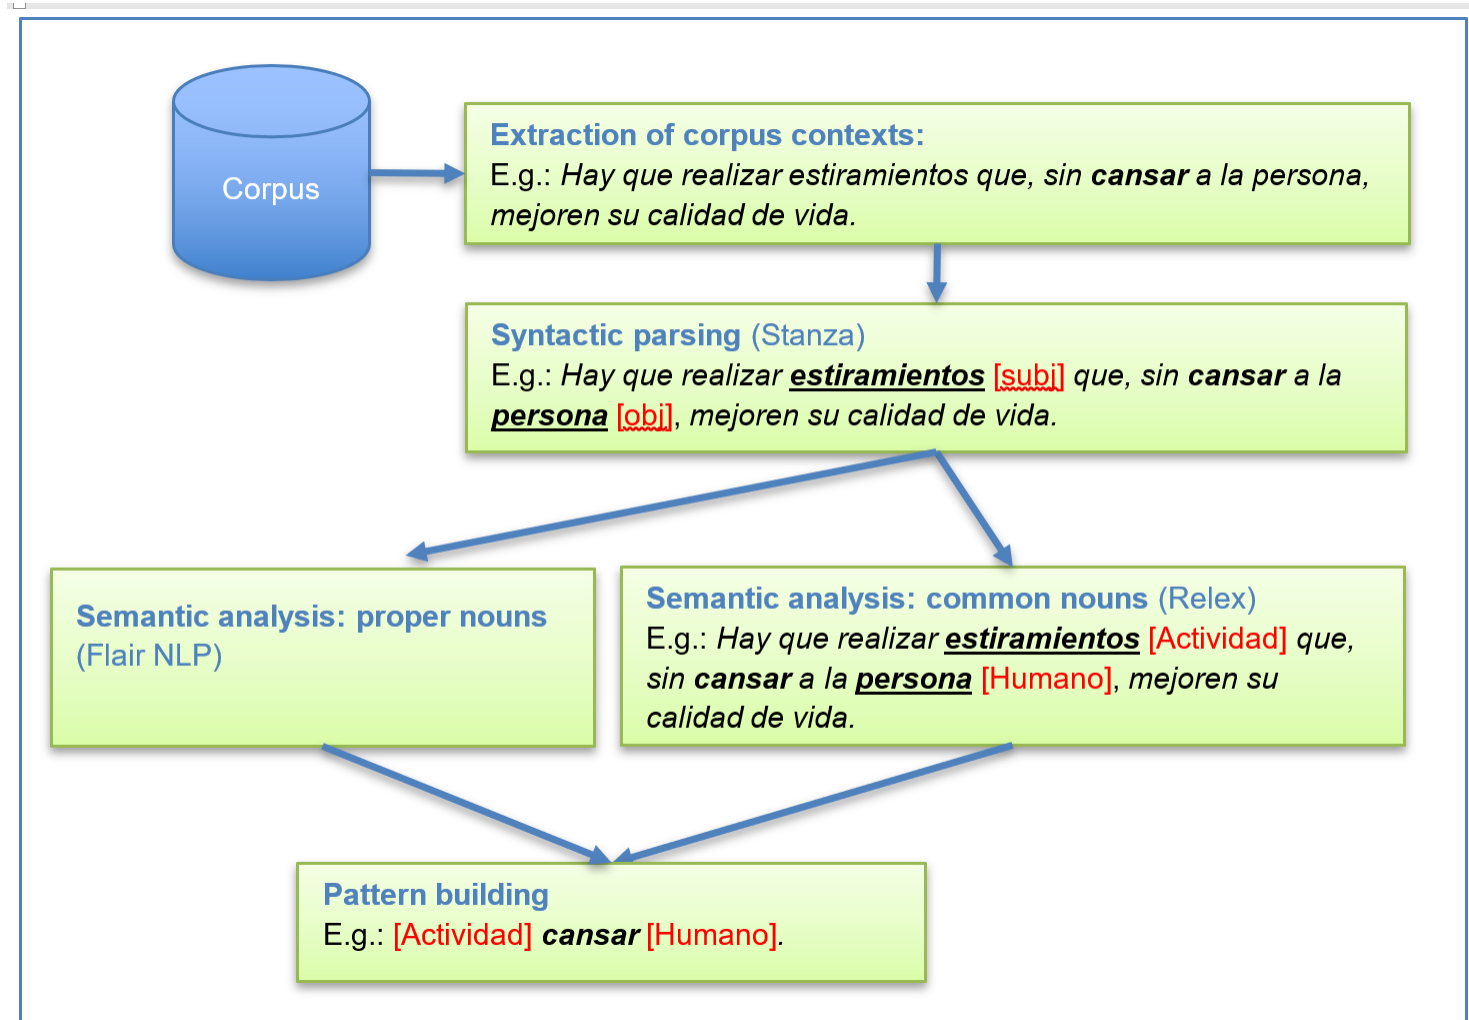 Corpus
Extraction of corpus contexts:
E.g.: Hay que realizar estiramientos que, sin cansar a la persona,
mejoren su calidad de vida.
Syntactic parsing (Stanza)
E.g.: Hay que realizar estiramientos [subj] que, sin cansar a la
persona [obj], mejoren su calidad de vida.
Semantic analysis: proper nouns
(Flair NLP)
Semantic analysis: common nouns (Relex)
E.g.: Hay que realizar estiramientos [Actividad] que,
sin cansar a la persona [Humano], mejoren su
calidad de vida.
Pattern building
E.g.: [Actividad] cansar [Humano].